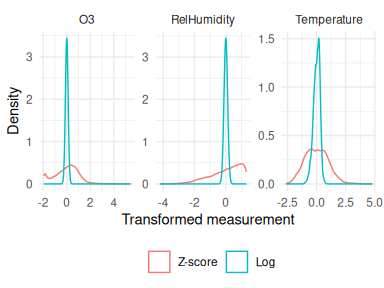 O3 RelHumidity Temperature
3 3 1.5
2 2 1.0
1 1 0.5
0 0 0.0
-2 0 2 4 -4 0 -2.5 0.0 2.5 5.0
Density
Transformed measurement
Z-score Log